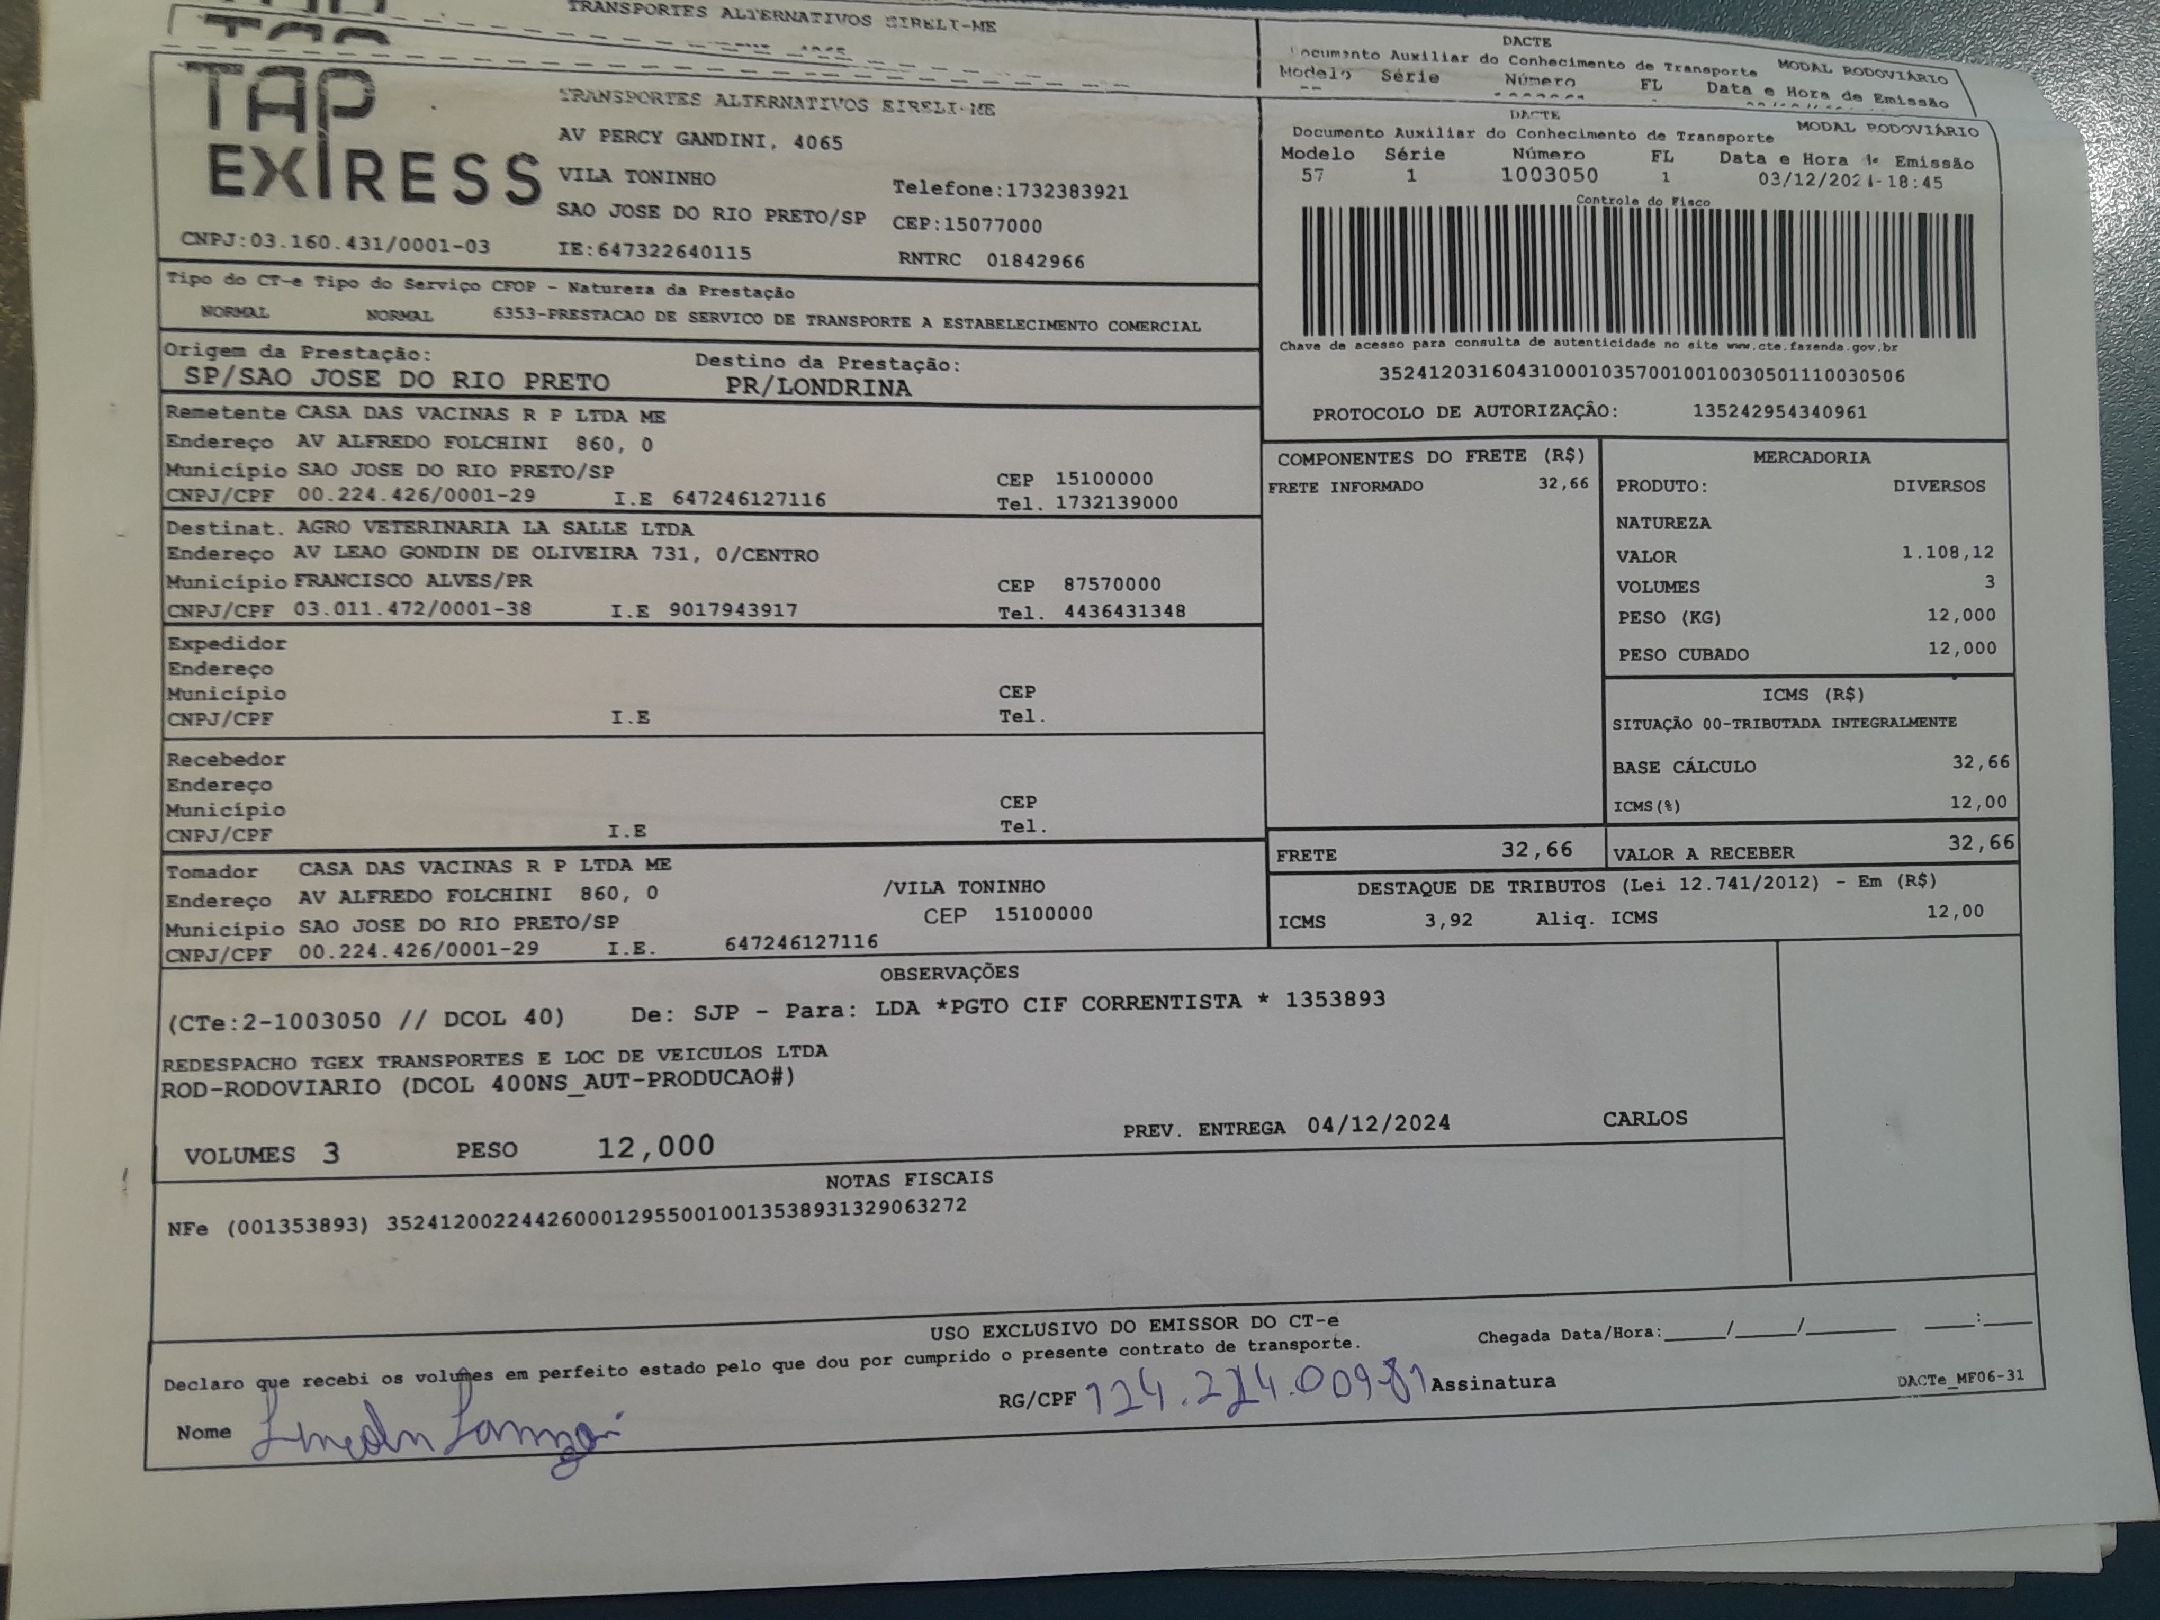 TRANSPORTES ALTERNATIVOS EIRELI-ME
DACTE
Documento Auxiliar do Conhecimento de Transporte MODAL RODOVIÁRIO
Modelo Série Número FL Data e Hora de Emissão
TAP
EXIRESS
TRANSPORTES ALTERNATIVOS EIRELI-ME
AV PERCY GANDINI, 4065
VILA TONINHO Telefone:1732383921
SAO JOSE DO RIO PRETO/SP CEP:15077000
CNPJ:03.160.431/0001-03 IE:647322640115 RNTRC 01842966
DACTE
Documento Auxiliar do Conhecimento de Transporte MODAL RODOVIÁRIO
Modelo Série Número FL Data e Hora de Emissão
57 1 1003050 1 03/12/2024-18:45
Controle do Fisco
Chave de acesso para consulta de autenticidade no site www.cte.fazenda.gov.br
35241203160431000103570010010030501110030506
PROTOCOLO DE AUTORIZAÇÃO: 135242954340961
Tipo do CT-e Tipo do Serviço CFOP - Natureza da Prestação
NORMAL NORMAL 6353-PRESTACAO DE SERVICO DE TRANSPORTE A ESTABELECIMENTO COMERCIAL
Origem da Prestação: Destino da Prestação:
SP/SAO JOSE DO RIO PRETO PR/LONDRINA
Remetente CASA DAS VACINAS R P LTDA ME
Endereço AV ALFREDO FOLCHINI 860, 0
Município SAO JOSE DO RIO PRETO/SP CEP 15100000
CNPJ/CPF 00.224.426/0001-29 I.E 647246127116 Tel. 1732139000
Destinat. AGRO VETERINARIA LA SALLE LTDA
Endereço AV LEAO GONDIN DE OLIVEIRA 731, 0/CENTRO
Município FRANCISCO ALVES/PR CEP 87570000
CNPJ/CPF 03.011.472/0001-38 I.E 9017943917 Tel. 4436431348
Expedidor
Endereço
Município CEP
CNPJ/CPF I.E Tel.
Recebedor
Endereço
Município CEP
CNPJ/CPF I.E Tel.
Tomador CASA DAS VACINAS R P LTDA ME
Endereço AV ALFREDO FOLCHINI 860, 0 /VILA TONINHO
Município SAO JOSE DO RIO PRETO/SP CEP 15100000
CNPJ/CPF 00.224.426/0001-29 I.E. 647246127116
COMPONENTES DO FRETE (R$)
FRETE INFORMADO 32,66
MERCADORIA
PRODUTO: DIVERSOS
NATUREZA
VALOR 1.108,12
VOLUMES 3
PESO (KG) 12,000
PESO CUBADO 12,000
ICMS (R$)
SITUAÇÃO 00-TRIBUTADA INTEGRALMENTE
BASE CÁLCULO 32,66
ICMS(%) 12,00
FRETE 32,66 VALOR A RECEBER 32,66
DESTAQUE DE TRIBUTOS (Lei 12.741/2012) - Em (R$)
ICMS 3,92 Aliq. ICMS 12,00
OBSERVAÇÕES
(CTe:2-1003050 // DCOL 40) De: SJP - Para: LDA *PGTO CIF CORRENTISTA * 1353893
REDESPACHO TGEX TRANSPORTES E LOC DE VEICULOS LTDA
ROD-RODOVIARIO (DCOL 400NS_AUT-PRODUCAO#)
VOLUMES 3 PESO 12,000 PREV. ENTREGA 04/12/2024 CARLOS
NOTAS FISCAIS
NFe (001353893) 35241200224426000129550010013538931329063272
USO EXCLUSIVO DO EMISSOR DO CT-e
Declaro que recebi os volumes em perfeito estado pelo que dou por cumprido o presente contrato de transporte. Chegada Data/Hora:_____/_____/_______ ____:____
Nome RG/CPF 124.224.009-81 Assinatura DACTe_MF06-31